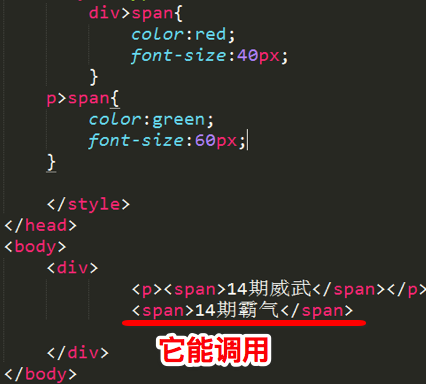 div>span{
color:red;
font-size:40px;
}
p>span{
color:green;
font-size:60px;
}
</style>
</head>
<body>
<div>
<p><span>14期威武</span></p>
<span>14期霸气</span>
它能调用
</div>
</body>